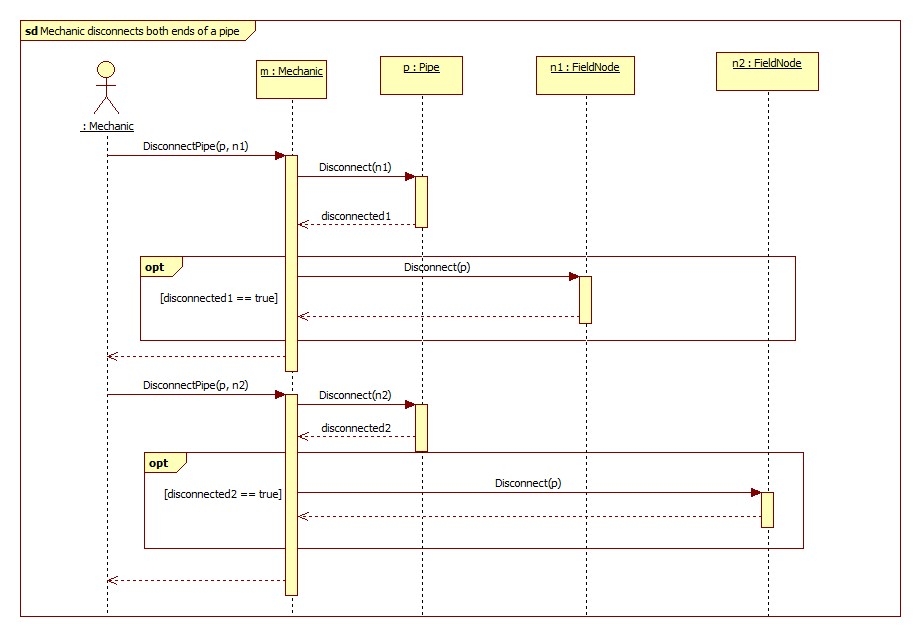 sd Mechanic disconnects both ends of a pipe
m : Mechanic
p : Pipe
n1 : FieldNode
n2 : FieldNode
: Mechanic
DisconnectPipe(p, n1)
Disconnect(n1)
disconnected1
opt
Disconnect(p)
[disconnected1 == true]
DisconnectPipe(p, n2)
Disconnect(n2)
disconnected2
opt
Disconnect(p)
[disconnected2 == true]